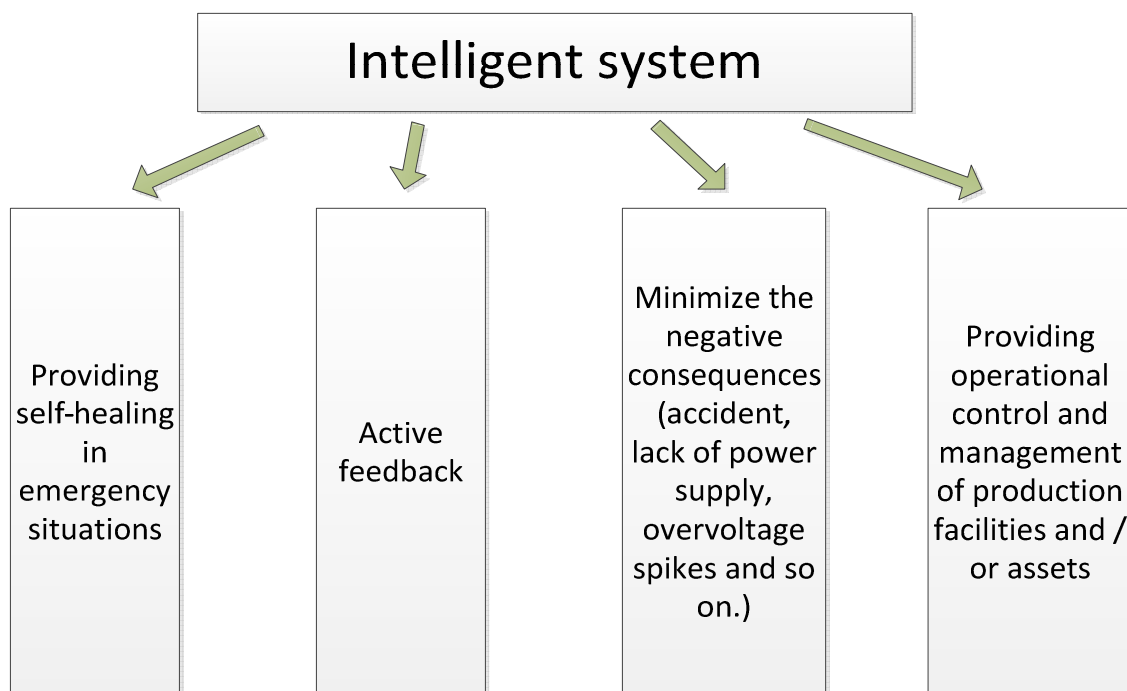 Intelligent system
Providing
self-healing
in
emergency
situations
Active
feedback
Minimize the
negative
consequences
(accident,
lack of power
supply,
overvoltage
spikes and so
on.)
Providing
operational
control and
management
of production
facilities and /
or assets